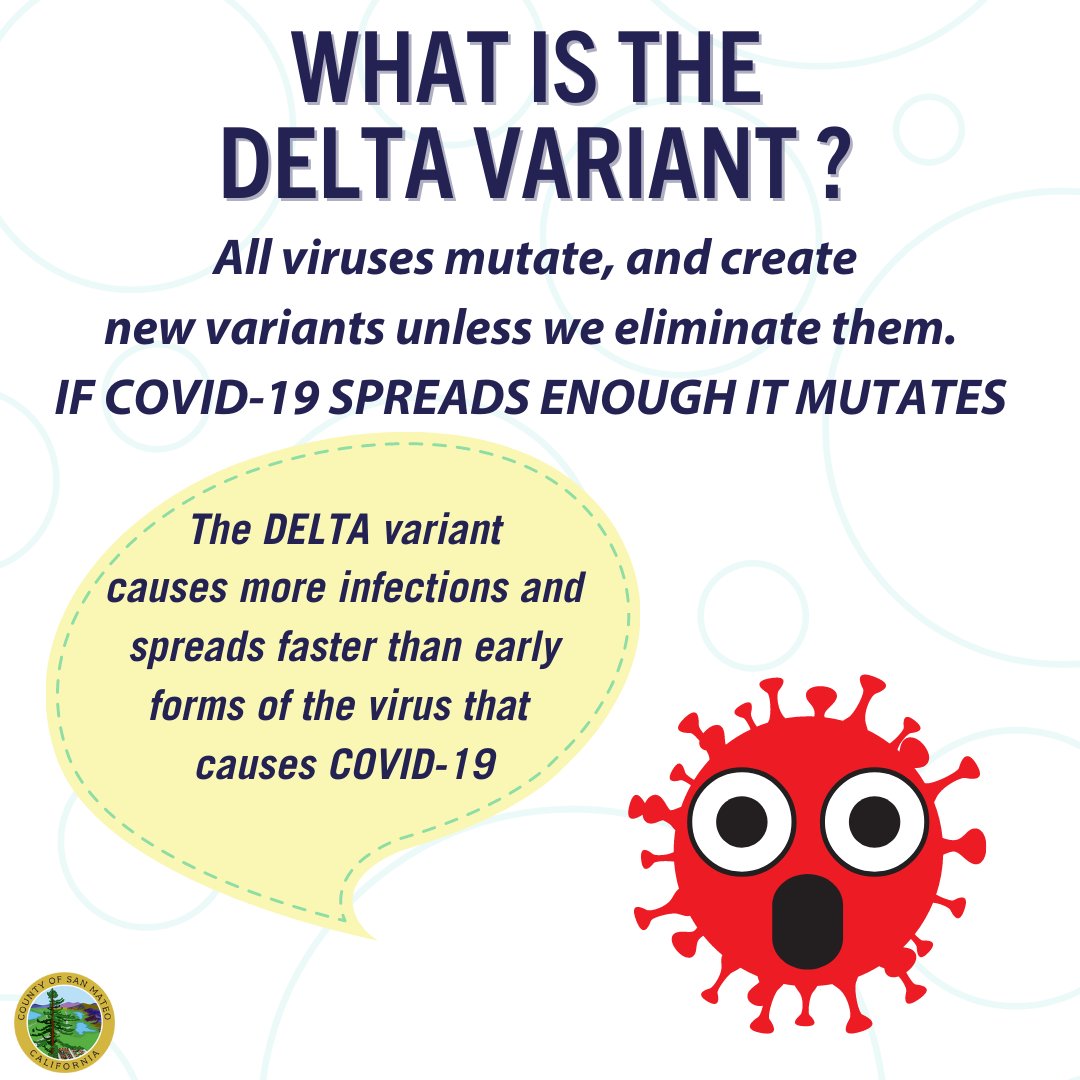 WHAT IS THE
DELTA VARIANT ?
All viruses mutate, and create
new variants unless we eliminate them.
IF COVID-19 SPREADS ENOUGH IT MUTATES
The DELTA variant
causes more infections and
spreads faster than early
forms of the virus that
causes COVID-19
COUNTY OF SAN MATEO
CALIFORNIA